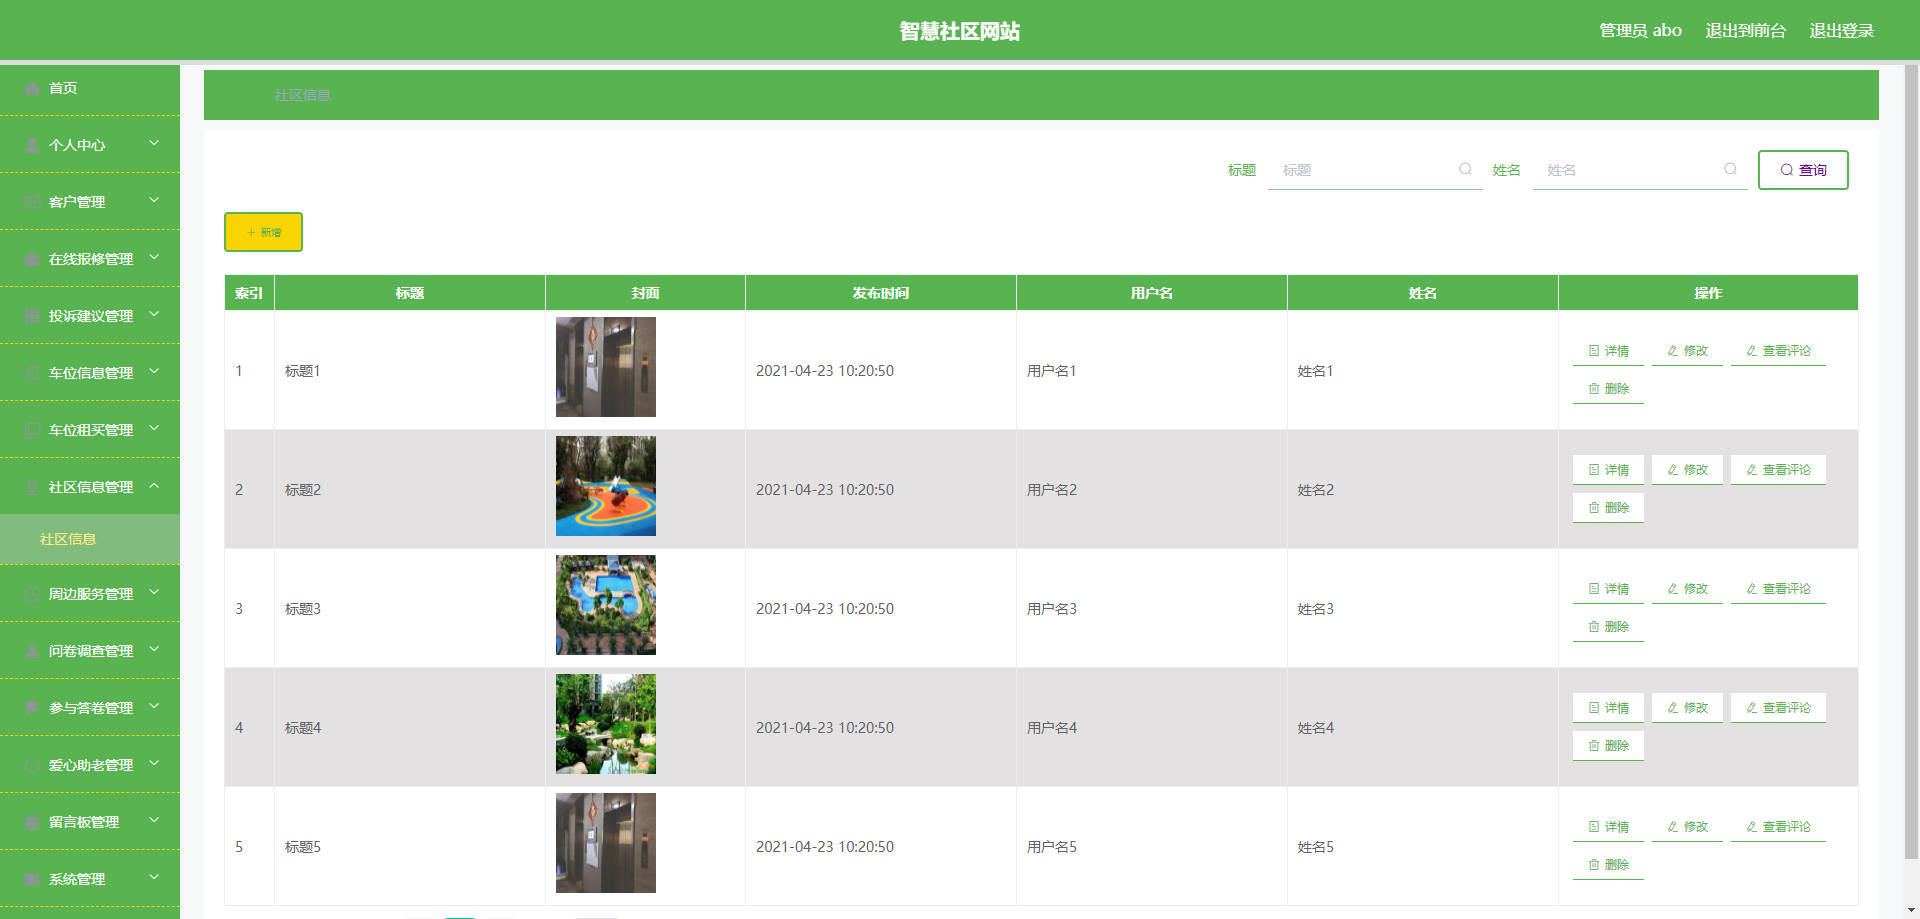 智慧社区网站
管理员 abo 退出到前台 退出登录
首页
个人中心
客户管理
在线报修管理
投诉建议管理
车位信息管理
车位租买管理
社区信息管理
社区信息
周边服务管理
问卷调查管理
参与答卷管理
爱心助老管理
留言板管理
系统管理
社区信息
标题 标题 姓名 姓名 查询
新增
索引 标题 封面 发布时间 用户名 姓名 操作
1 标题1 2021-04-23 10:20:50 用户名1 姓名1 详情 修改 查看评论
删除
2 标题2 2021-04-23 10:20:50 用户名2 姓名2 详情 修改 查看评论
删除
3 标题3 2021-04-23 10:20:50 用户名3 姓名3 详情 修改 查看评论
删除
4 标题4 2021-04-23 10:20:50 用户名4 姓名4 详情 修改 查看评论
删除
5 标题5 2021-04-23 10:20:50 用户名5 姓名5 详情 修改 查看评论
删除